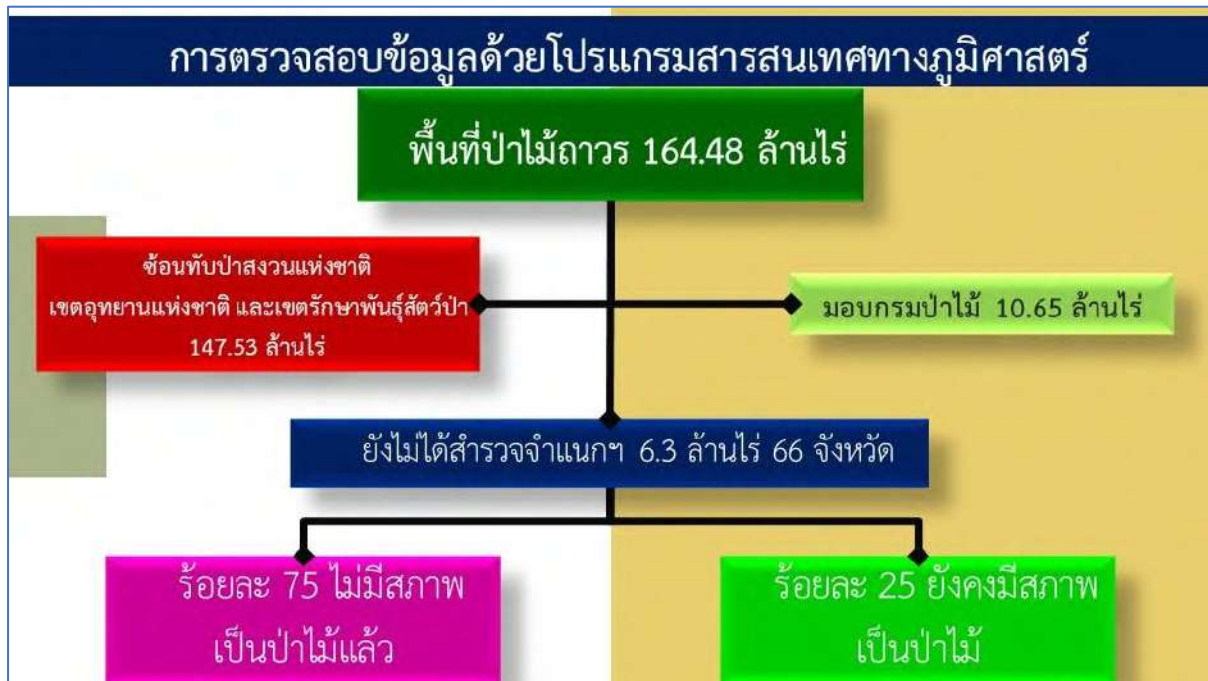 การตรวจสอบข้อมูลด้วยโปรแกรมสารสนเทศทางภูมิศาสตร์
พื้นที่ป่าไม้ถาวร 164.48 ล้านไร่
ซ้อนทับป่าสงวนแห่งชาติ
เขตอุทยานแห่งชาติ และเขตรักษาพันธุ์สัตว์ป่า
147.53 ล้านไร่
มอบกรมป่าไม้ 10.65 ล้านไร่
ยังไม่ได้สำรวจจำแนกฯ 6.3 ล้านไร่ 66 จังหวัด
ร้อยละ 75 ไม่มีสภาพ
เป็นป่าไม้แล้ว
ร้อยละ 25 ยังคงมีสภาพ
เป็นป่าไม้